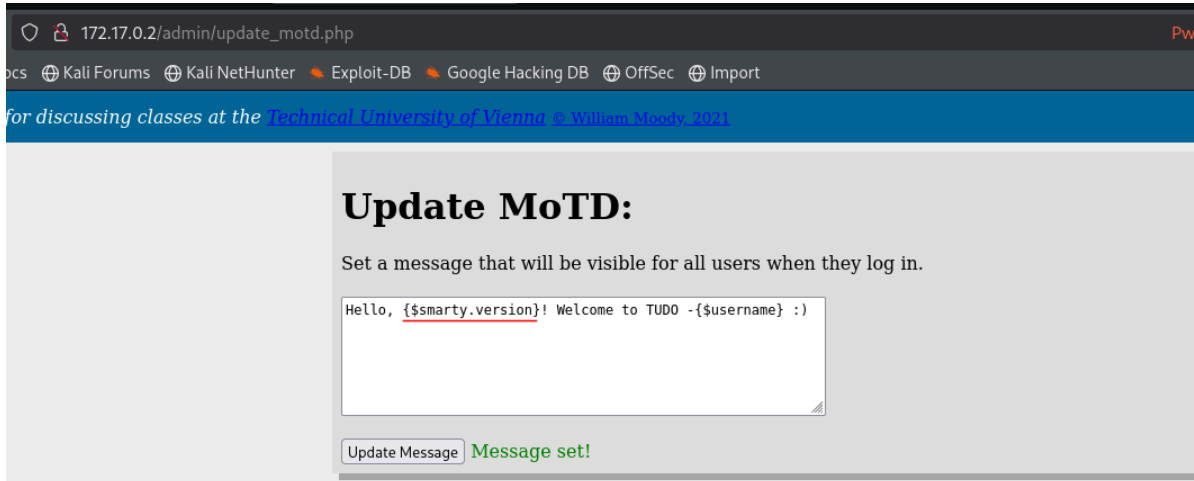 172.17.0.2/admin/update_motd.php
Pw
ocs Kali Forums Kali NetHunter Exploit-DB Google Hacking DB OffSec Import
for discussing classes at the Technical University of Vienna © William Moody, 2021
Update MoTD:
Set a message that will be visible for all users when they log in.
Hello, {$smarty.version}! Welcome to TUDO -{$username} :)
Update Message Message set!